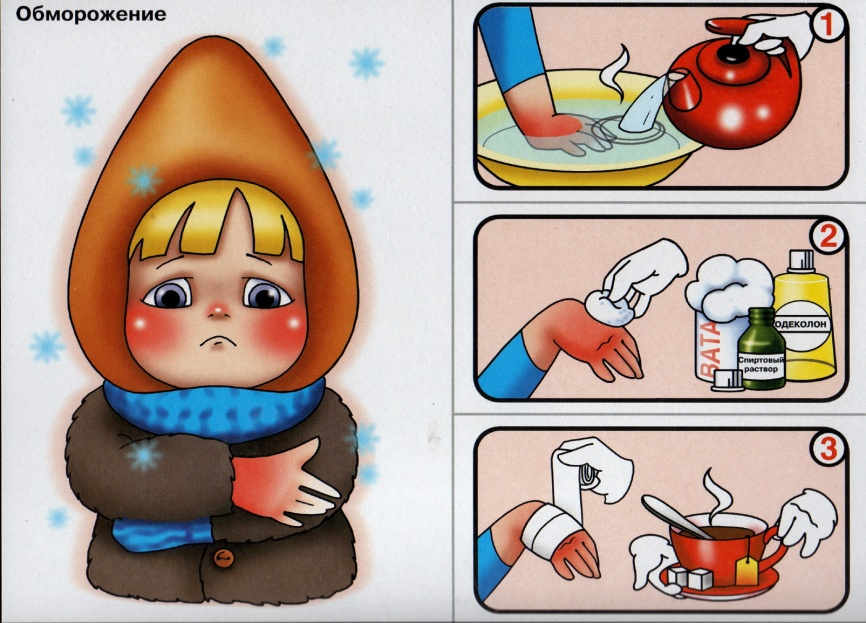 Обморожение
1
2
ВАТА
Спиртовый
раствор
ОДЕКОЛОН
3